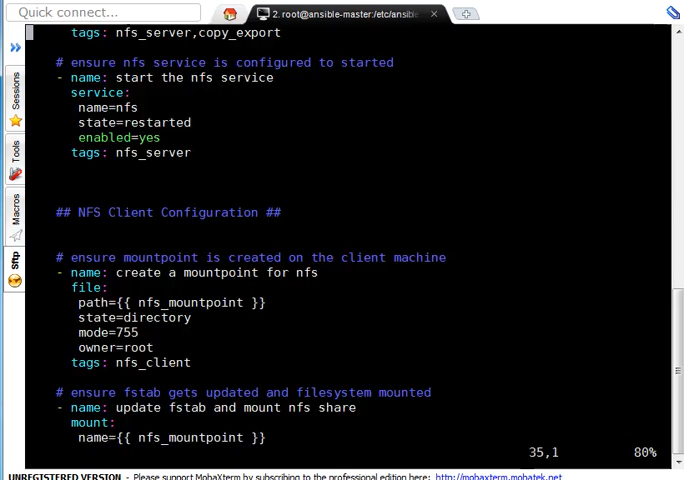 Quick connect...
2. root@ansible-master:/etc/ansible
tags: nfs_server,copy_export
# ensure nfs service is configured to started
- name: start the nfs service
service:
name=nfs
state=restarted
enabled=yes
tags: nfs_server
## NFS Client Configuration ##
# ensure mountpoint is created on the client machine
- name: create a mountpoint for nfs
file:
path={{ nfs_mountpoint }}
state=directory
mode=755
owner=root
tags: nfs_client
# ensure fstab gets updated and filesystem mounted
- name: update fstab and mount nfs share
mount:
name={{ nfs_mountpoint }}
35,1 80%
Sessions
Tools
Macros
Sftp
UNREGISTERED VERSION - Please support MobaXterm by subscribing to the professional edition here: http://mobaxterm.mobatek.net